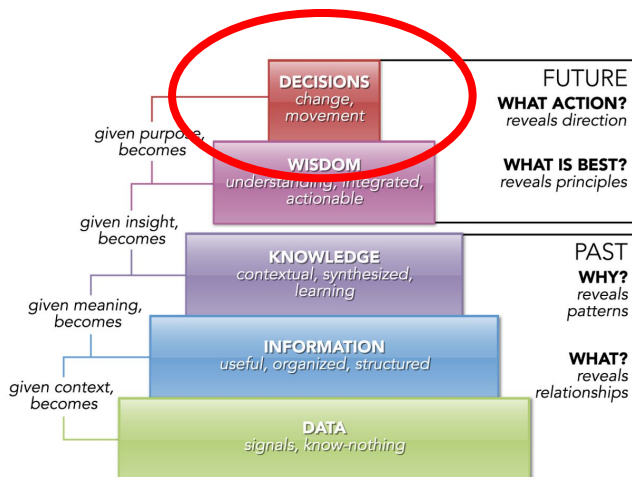 DECISIONS
change,
movement
FUTURE
WHAT ACTION?
reveals direction
given purpose,
becomes
WISDOM
understanding, integrated,
actionable
WHAT IS BEST?
reveals principles
given insight,
becomes
KNOWLEDGE
contextual, synthesized,
learning
PAST
WHY?
reveals
patterns
given meaning,
becomes
INFORMATION
useful, organized, structured
WHAT?
reveals
relationships
given context,
becomes
DATA
signals, know-nothing